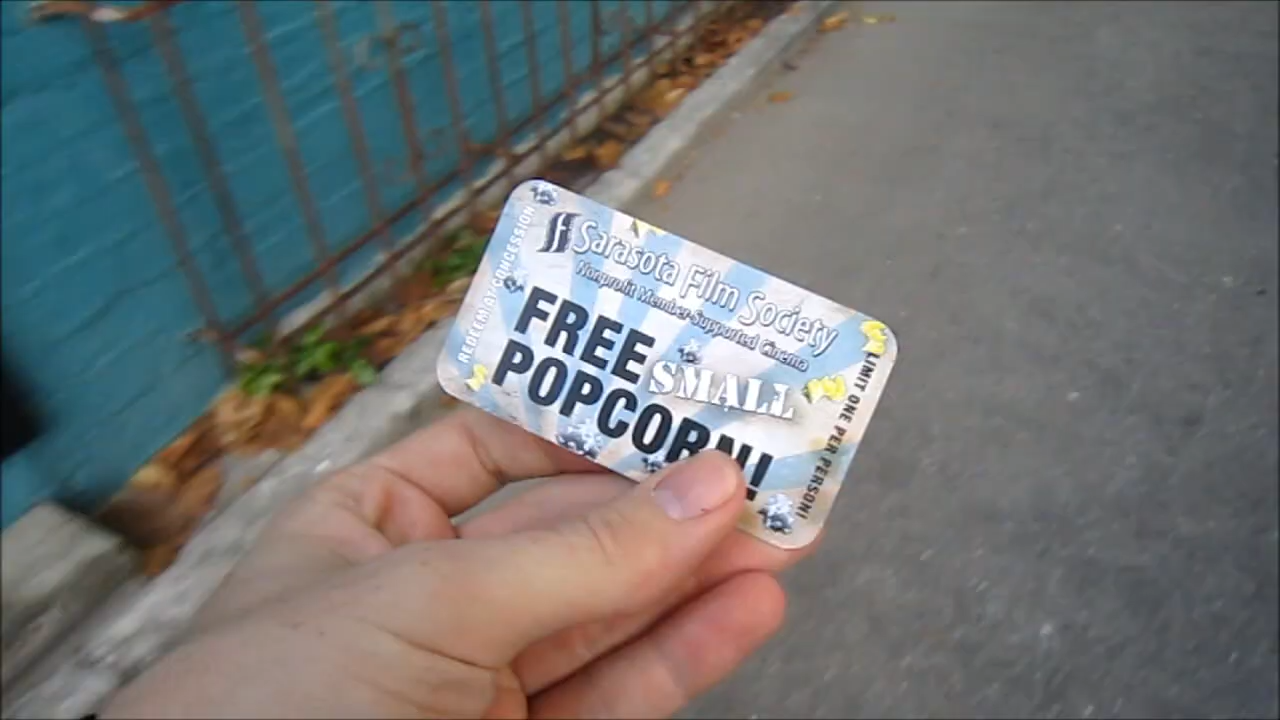 Sarasota Film Society
Nonprofit Member-Supported Cinema
FREE SMALL
POPCORN!
REDEEM AT CONCESSION
LIMIT ONE PER PERSON!